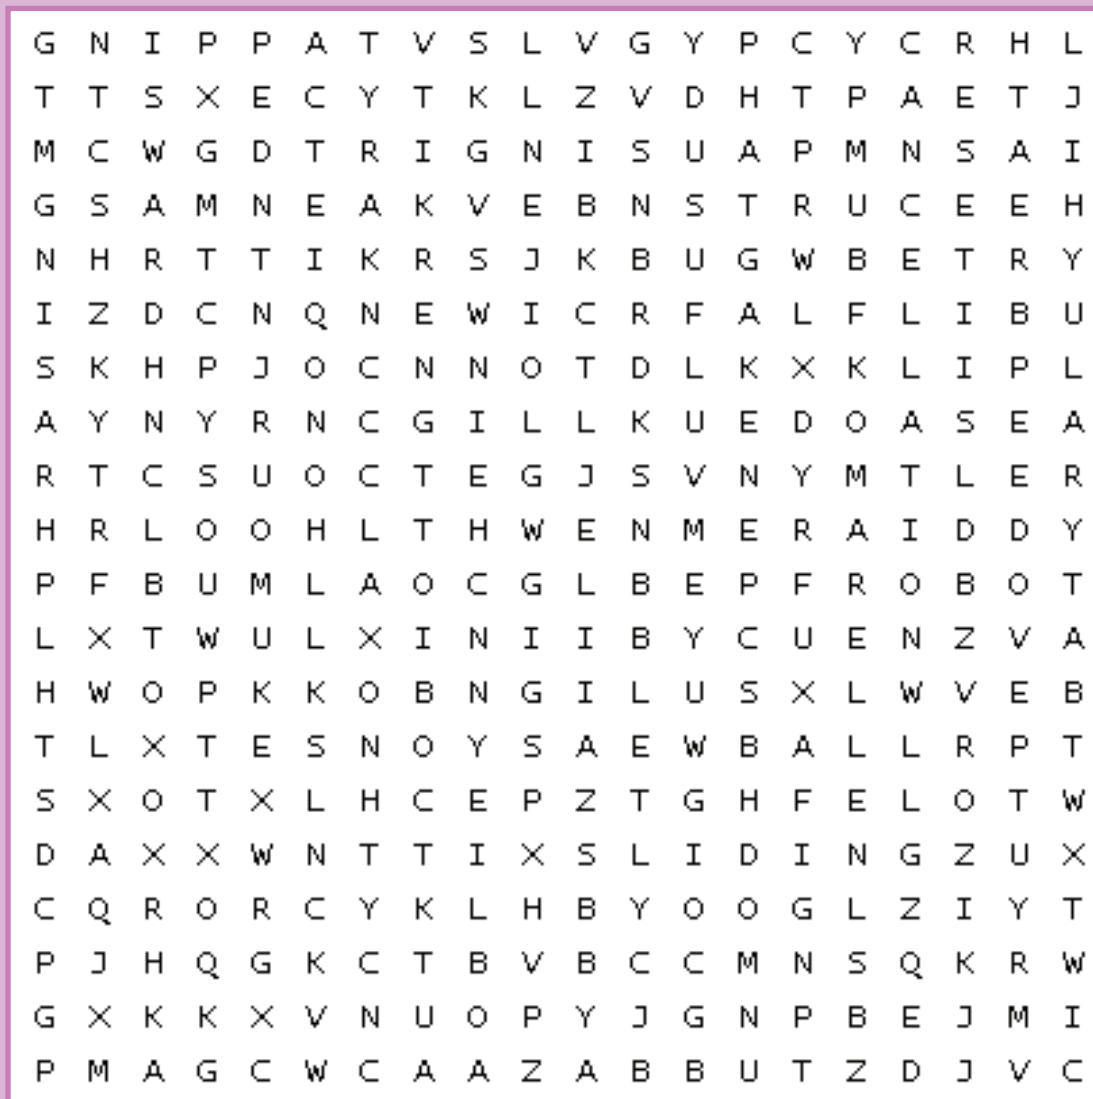 G N I P P A T V S L V G Y P C Y C R H L
T T S X E C Y T K L Z V D H T P A E T J
M C W G D T R I G N I S U A P M N S A I
G S A M N E A K V E B N S T R U C E E H
N H R T T I K R S J K B U G W B E T R Y
I Z D C N Q N E W I C R F A L F L I B U
S K H P J O C N N O T D L K X K L I P L
A Y N Y R N C G I L L K U E D O A S E A
R T C S U O C T E G J S V N Y M T L E R
H R L O O H L T H W E N M E R A I D D Y
P F B U M L A O C G L B E P F R O B O T
L X T W U L X I N I I B Y C U E N Z V A
H W O P K K O B N G I L U S X L W V E B
T L X T E S N O Y S A E W B A L L R P T
S X O T X L H C E P Z T G H F E L O T W
D A X X W N T T I X S L I D I N G Z U X
C Q R O R C Y K L H B Y O O G L Z I Y T
P J H Q G K C T B V B C C M N S Q K R W
G X K K X V N U O P Y J G N P B E J M I
P M A G C W C A A Z A B B U T Z D J V C